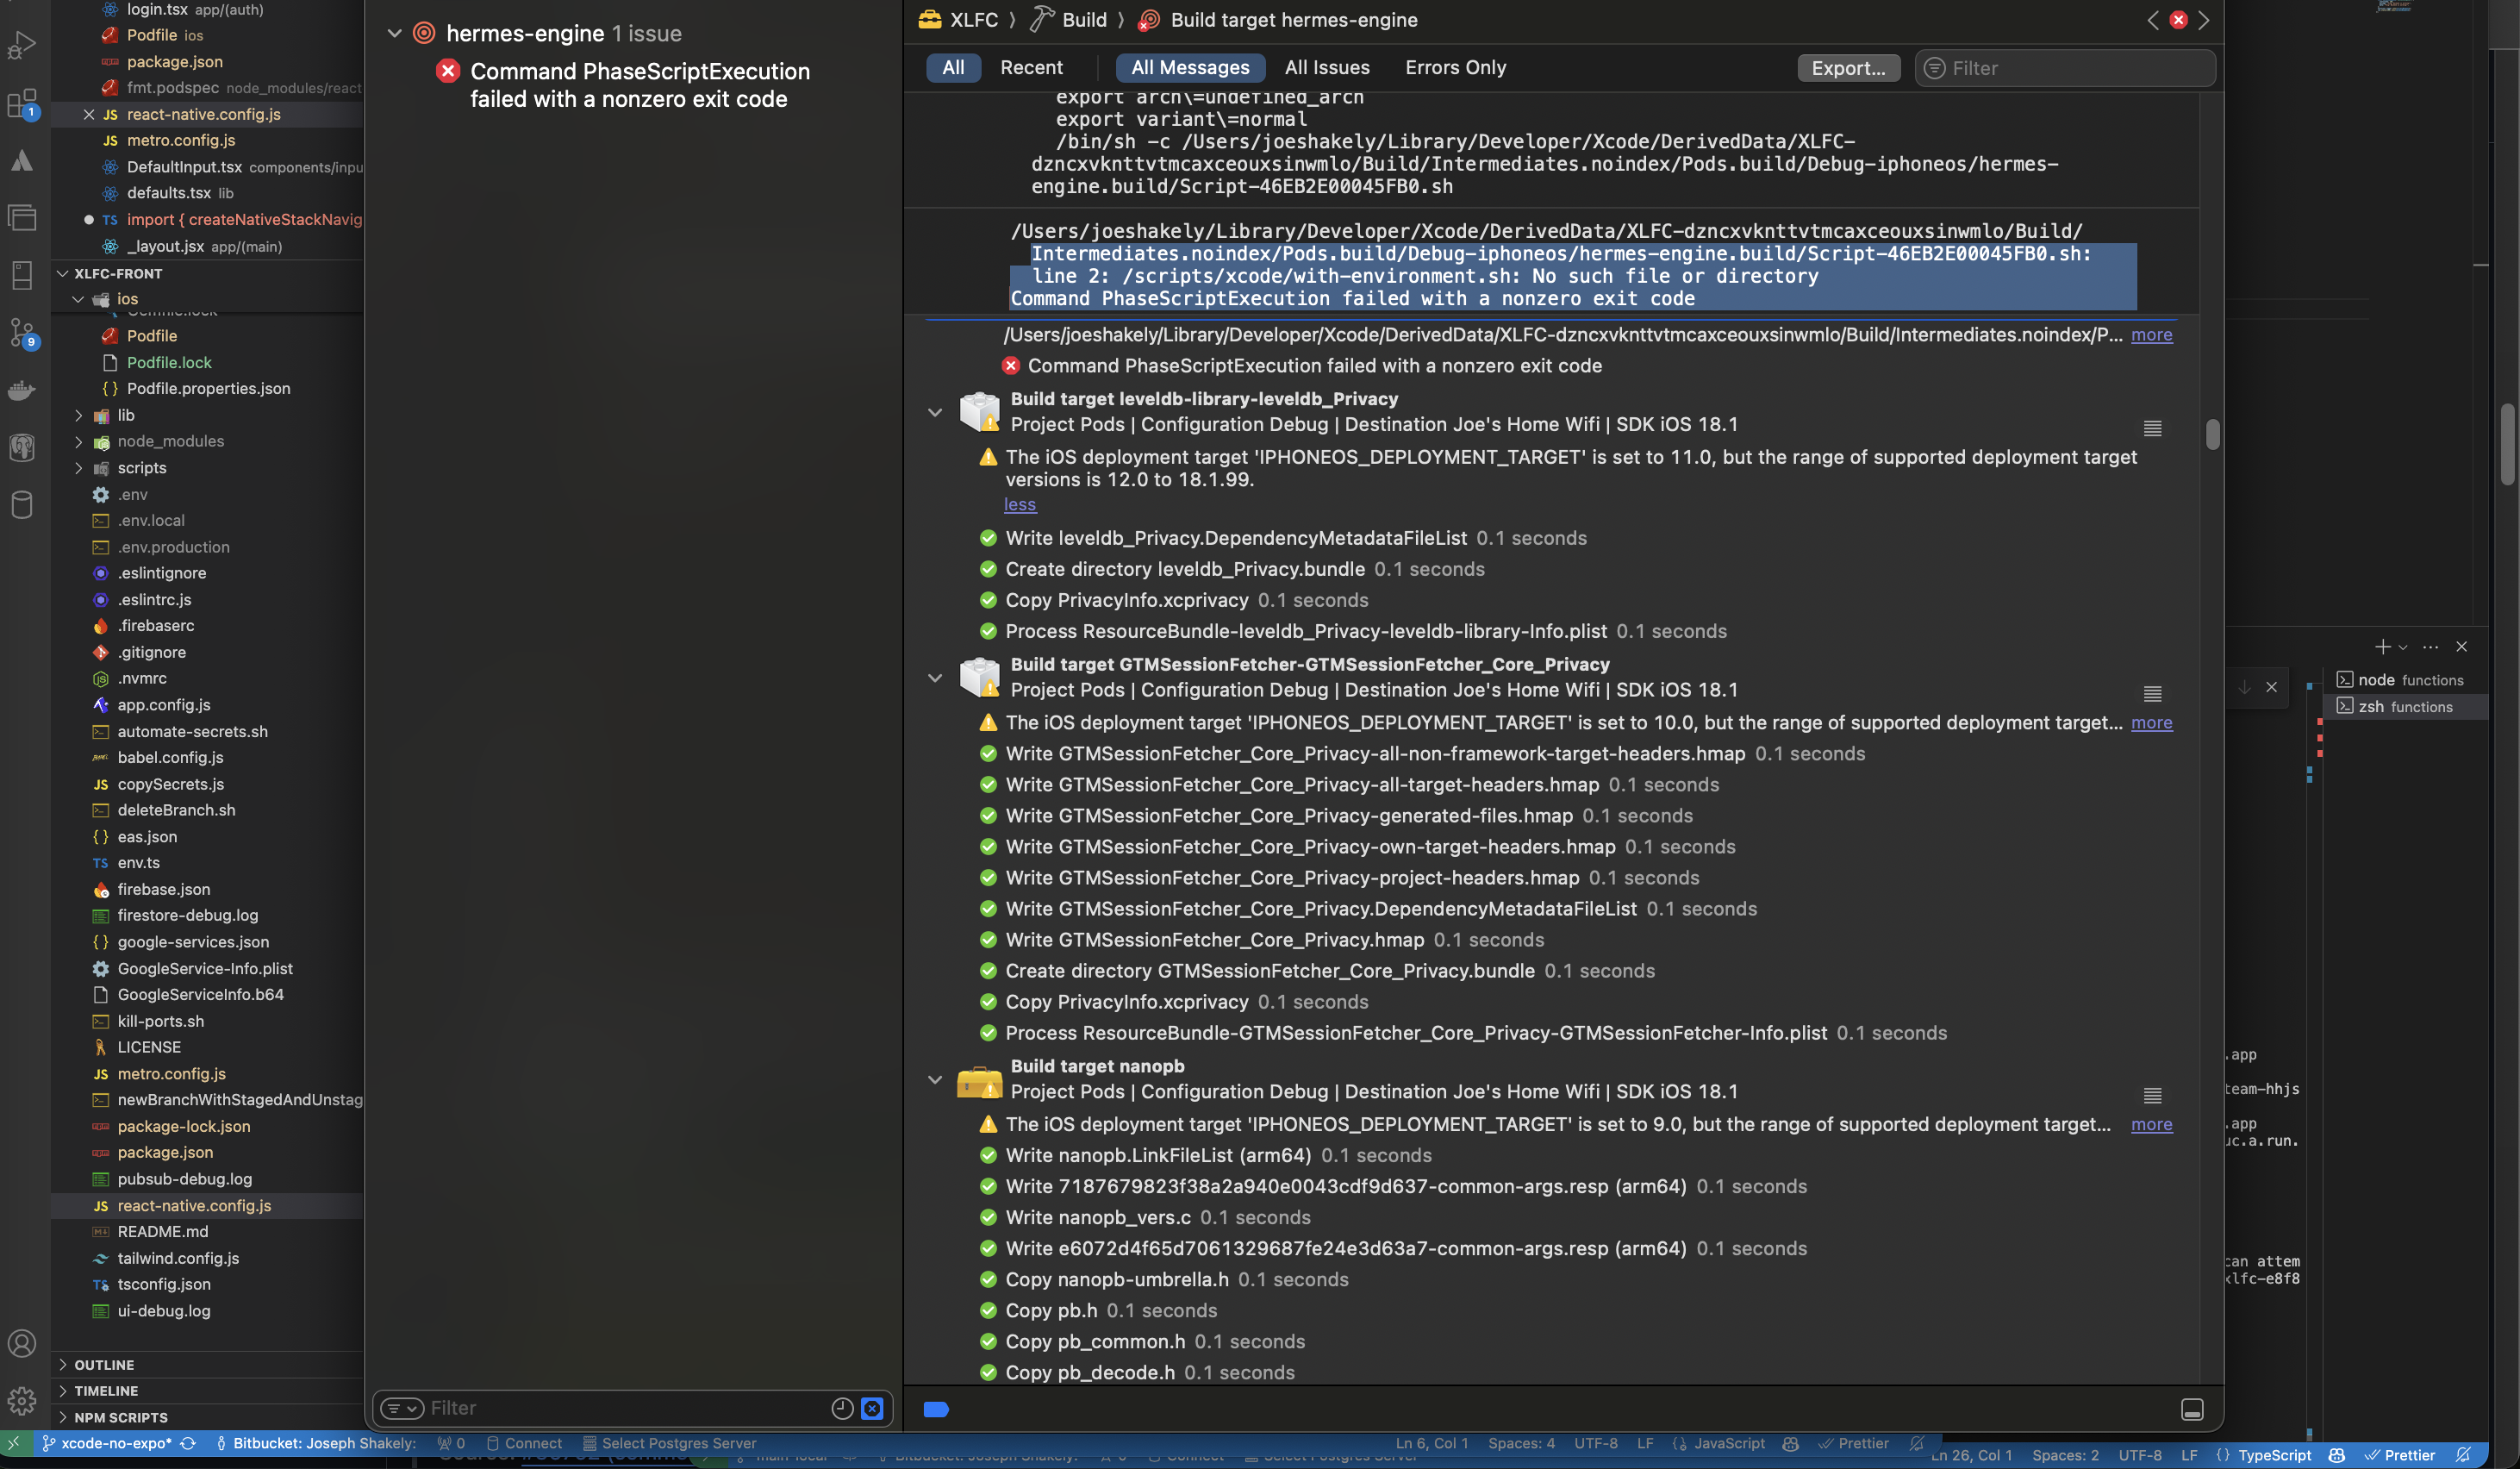 login.tsx app/(auth)
Podfile ios
package.json
fmt.podspec node_modules/react
react-native.config.js
metro.config.js
DefaultInput.tsx components/inpu
defaults.tsx lib
import { createNativeStackNavig
_layout.jsx app/(main)
XLFC-FRONT
ios
Podfile
Podfile.lock
Podfile.properties.json
lib
node_modules
scripts
.env
.env.local
.env.production
.eslintignore
.eslintrc.js
.firebaserc
.gitignore
.nvmrc
app.config.js
automate-secrets.sh
babel.config.js
copySecrets.js
deleteBranch.sh
eas.json
env.ts
firebase.json
firestore-debug.log
google-services.json
GoogleService-Info.plist
GoogleServiceInfo.b64
kill-ports.sh
LICENSE
metro.config.js
newBranchWithStagedAndUnstag
package-lock.json
package.json
pubsub-debug.log
react-native.config.js
README.md
tailwind.config.js
tsconfig.json
ui-debug.log
OUTLINE
TIMELINE
NPM SCRIPTS
hermes-engine 1 issue
Command PhaseScriptExecution
failed with a nonzero exit code
Filter
XLFC Build Build target hermes-engine
All Recent All Messages All Issues Errors Only Export... Filter
export arch\=undefined_arch
export variant\=normal
/bin/sh -c /Users/joeshakely/Library/Developer/Xcode/DerivedData/XLFC-
dzncxvknttvtmcaxceouxsinwmlo/Build/Intermediates.noindex/Pods.build/Debug-iphoneos/hermes-
engine.build/Script-46EB2E00045FB0.sh
/Users/joeshakely/Library/Developer/Xcode/DerivedData/XLFC-dzncxvknttvtmcaxceouxsinwmlo/Build/
Intermediates.noindex/Pods.build/Debug-iphoneos/hermes-engine.build/Script-46EB2E00045FB0.sh:
line 2: /scripts/xcode/with-environment.sh: No such file or directory
Command PhaseScriptExecution failed with a nonzero exit code
/Users/joeshakely/Library/Developer/Xcode/DerivedData/XLFC-dzncxvknttvtmcaxceouxsinwmlo/Build/Intermediates.noindex/P... more
Command PhaseScriptExecution failed with a nonzero exit code
Build target leveldb-library-leveldb_Privacy
Project Pods | Configuration Debug | Destination Joe's Home Wifi | SDK iOS 18.1
The iOS deployment target 'IPHONEOS_DEPLOYMENT_TARGET' is set to 11.0, but the range of supported deployment target
versions is 12.0 to 18.1.99.
less
Write leveldb_Privacy.DependencyMetadataFileList 0.1 seconds
Create directory leveldb_Privacy.bundle 0.1 seconds
Copy PrivacyInfo.xcprivacy 0.1 seconds
Process ResourceBundle-leveldb_Privacy-leveldb-library-Info.plist 0.1 seconds
Build target GTMSessionFetcher-GTMSessionFetcher_Core_Privacy
Project Pods | Configuration Debug | Destination Joe's Home Wifi | SDK iOS 18.1
The iOS deployment target 'IPHONEOS_DEPLOYMENT_TARGET' is set to 10.0, but the range of supported deployment target... more
Write GTMSessionFetcher_Core_Privacy-all-non-framework-target-headers.hmap 0.1 seconds
Write GTMSessionFetcher_Core_Privacy-all-target-headers.hmap 0.1 seconds
Write GTMSessionFetcher_Core_Privacy-generated-files.hmap 0.1 seconds
Write GTMSessionFetcher_Core_Privacy-own-target-headers.hmap 0.1 seconds
Write GTMSessionFetcher_Core_Privacy-project-headers.hmap 0.1 seconds
Write GTMSessionFetcher_Core_Privacy.DependencyMetadataFileList 0.1 seconds
Write GTMSessionFetcher_Core_Privacy.hmap 0.1 seconds
Create directory GTMSessionFetcher_Core_Privacy.bundle 0.1 seconds
Copy PrivacyInfo.xcprivacy 0.1 seconds
Process ResourceBundle-GTMSessionFetcher_Core_Privacy-GTMSessionFetcher-Info.plist 0.1 seconds
Build target nanopb
Project Pods | Configuration Debug | Destination Joe's Home Wifi | SDK iOS 18.1
The iOS deployment target 'IPHONEOS_DEPLOYMENT_TARGET' is set to 9.0, but the range of supported deployment target... more
Write nanopb.LinkFileList (arm64) 0.1 seconds
Write 7187679823f38a2a940e0043cdf9d637-common-args.resp (arm64) 0.1 seconds
Write nanopb_vers.c 0.1 seconds
Write e6072d4f65d7061329687fe24e3d63a7-common-args.resp (arm64) 0.1 seconds
Copy nanopb-umbrella.h 0.1 seconds
Copy pb.h 0.1 seconds
Copy pb_common.h 0.1 seconds
Copy pb_decode.h 0.1 seconds
node functions
zsh functions
.app
team-hhjs
.app
uc.a.run.
can attem
xlfc-e8f8
1
9
xcode-no-expo* Bitbucket: Joseph Shakely: 0 Connect Select Postgres Server Ln 6, Col 1 Spaces: 4 UTF-8 LF JavaScript Prettier
Ln 26, Col 1 Spaces: 2 UTF-8 LF TypeScript Prettier